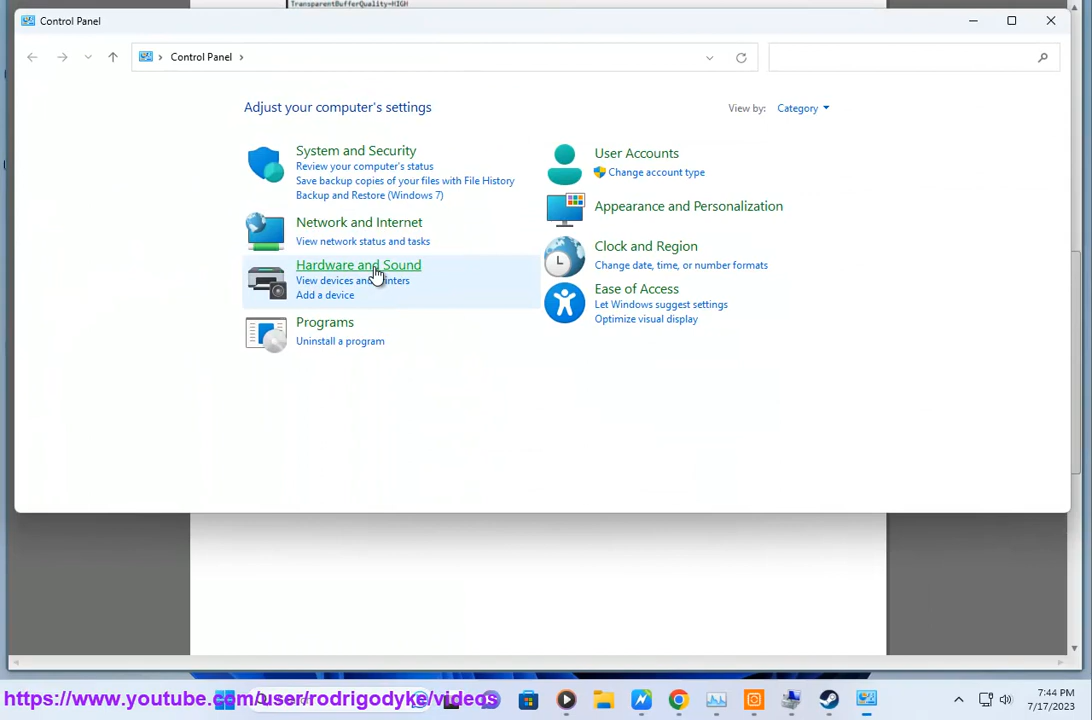 TransparentBufferQuality=HIGH
Control Panel
Control Panel
Adjust your computer's settings
View by: Category
System and Security
Review your computer's status
Save backup copies of your files with File History
Backup and Restore (Windows 7)
Network and Internet
View network status and tasks
Hardware and Sound
View devices and printers
Add a device
Programs
Uninstall a program
User Accounts
Change account type
Appearance and Personalization
Clock and Region
Change date, time, or number formats
Ease of Access
Let Windows suggest settings
Optimize visual display
https://www.youtube.com/user/rodrigodyke/videos
7:44 PM
7/17/2023